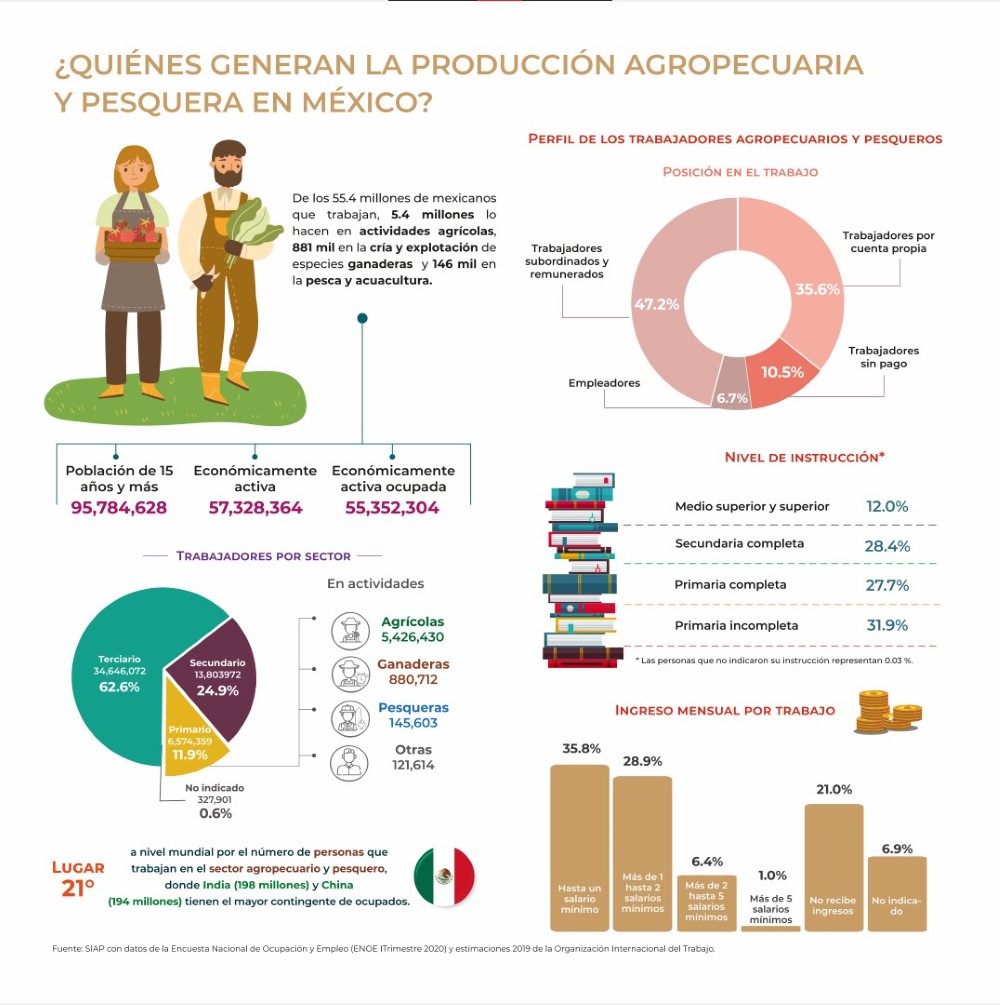 ¿QUIÉNES GENERAN LA PRODUCCIÓN AGROPECUARIA
Y PESQUERA EN MÉXICO?
De los 55.4 millones de mexicanos
que trabajan, 5.4 millones lo
hacen en actividades agrícolas,
881 mil en la cría y explotación de
especies ganaderas y 146 mil en
la pesca y acuacultura.
Población de 15
años y más
95,784,628
Económicamente
activa
57,328,364
Económicamente
activa ocupada
55,352,304
TRABAJADORES POR SECTOR
Terciario
34,646,072
62.6%
Secundario
13,803972
24.9%
Primario
6,574,359
11.9%
No indicado
327,901
0.6%
En actividades
Agrícolas
5,426,430
Ganaderas
880,712
Pesqueras
145,603
Otras
121,614
LUGAR
21°
a nivel mundial por el número de personas que
trabajan en el sector agropecuario y pesquero,
donde India (198 millones) y China
(194 millones) tienen el mayor contingente de ocupados.
PERFIL DE LOS TRABAJADORES AGROPECUARIOS Y PESQUEROS
POSICIÓN EN EL TRABAJO
Trabajadores
subordinados y
remunerados
47.2%
Trabajadores por
cuenta propia
35.6%
Trabajadores
sin pago
10.5%
Empleadores
6.7%
NIVEL DE INSTRUCCIÓN*
Medio superior y superior 12.0%
Secundaria completa 28.4%
Primaria completa 27.7%
Primaria incompleta 31.9%
* Las personas que no indicaron su instrucción representan 0.03 %.
INGRESO MENSUAL POR TRABAJO
35.8%
Hasta un
salario
mínimo
28.9%
Más de 1
hasta 2
salarios
mínimos
6.4%
Más de 2
hasta 5
salarios
mínimos
1.0%
Más de 5
salarios
mínimos
21.0%
No recibe
ingresos
6.9%
No indica-
do
Fuente: SIAP con datos de la Encuesta Nacional de Ocupación y Empleo (ENOE ITrimestre 2020) y estimaciones 2019 de la Organización Internacional del Trabajo.